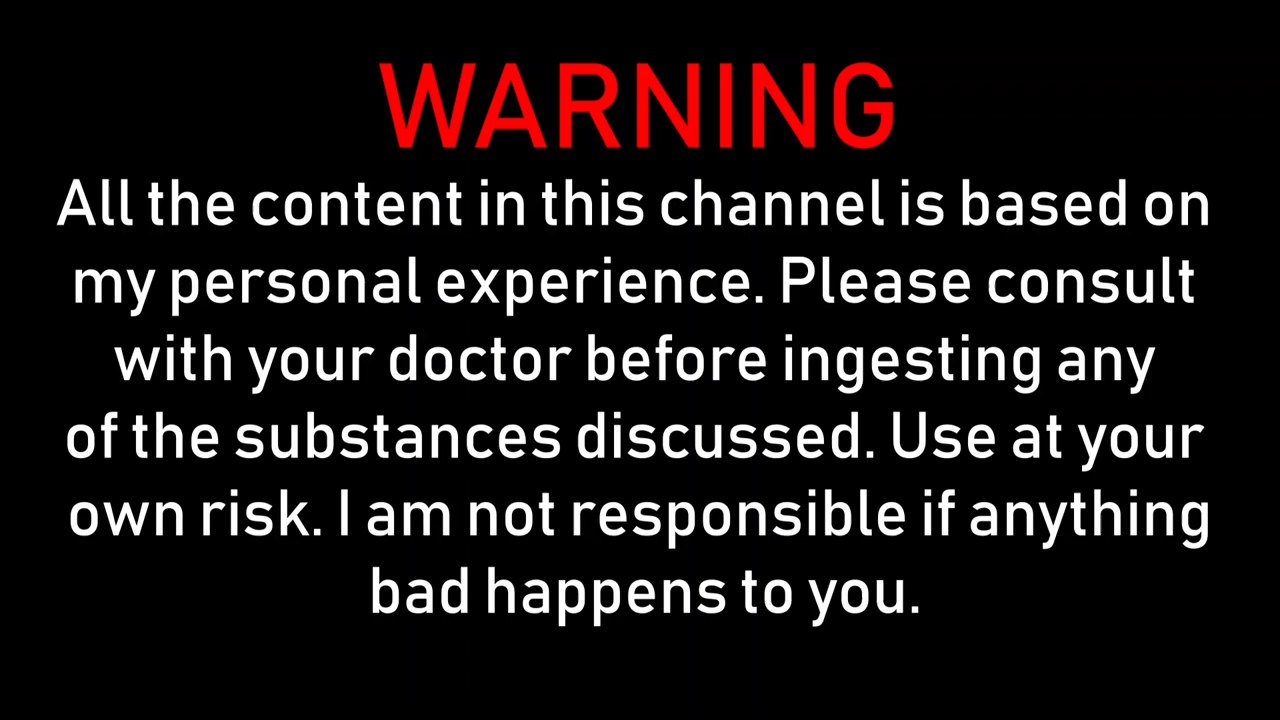 WARNING
All the content in this channel is based on
my personal experience. Please consult
with your doctor before ingesting any
of the substances discussed. Use at your
own risk. I am not responsible if anything
bad happens to you.